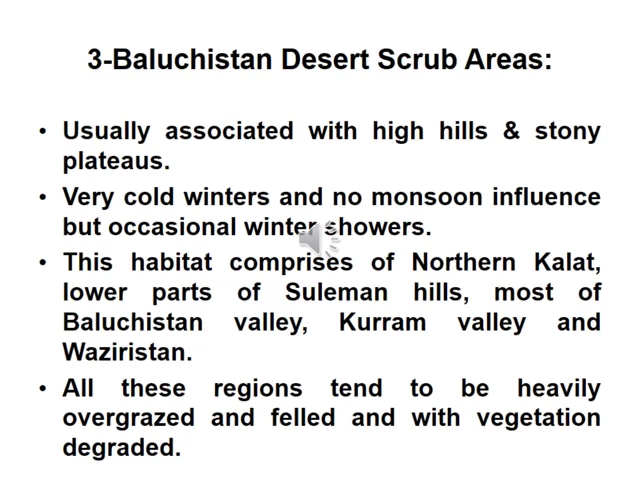 3-Baluchistan Desert Scrub Areas:
• Usually associated with high hills & stony
plateaus.
• Very cold winters and no monsoon influence
but occasional winter showers.
• This habitat comprises of Northern Kalat,
lower parts of Suleman hills, most of
Baluchistan valley, Kurram valley and
Waziristan.
• All these regions tend to be heavily
overgrazed and felled and with vegetation
degraded.